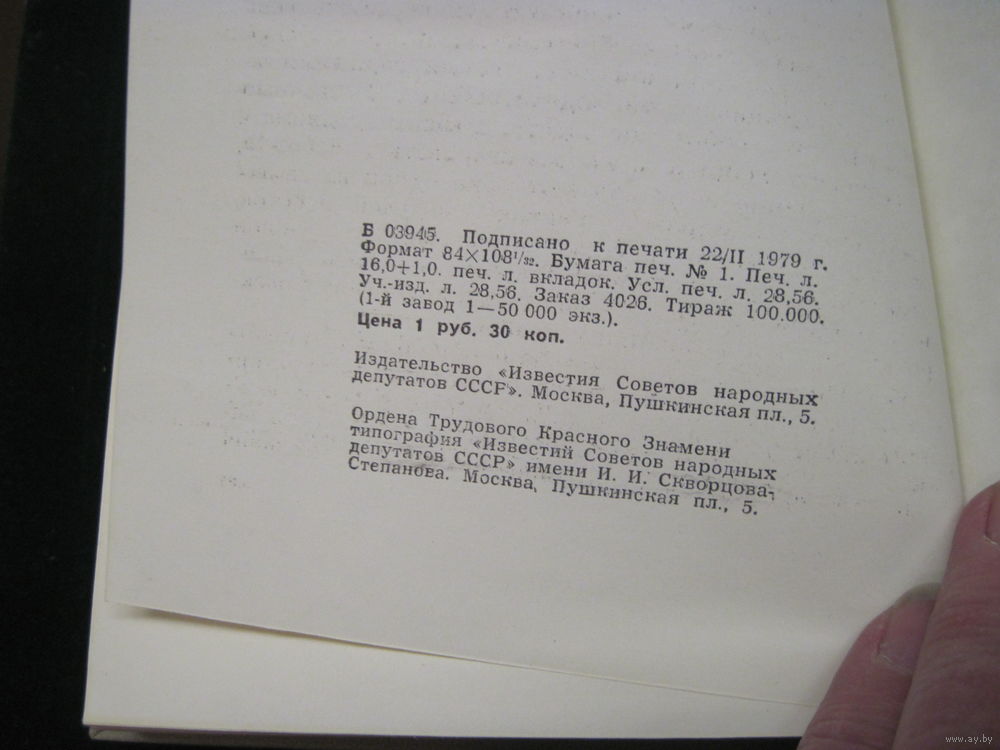 Б 03945. Подписано к печати 22/II 1979 г.
Формат 84×108¹/₃₂. Бумага печ. № 1. Печ. л.
16,0+1,0. печ. л. вкладок. Усл. печ. л. 28,56.
Уч.-изд. л. 28,56. Заказ 4026. Тираж 100.000.
(1-й завод 1—50 000 экз.).
Цена 1 руб. 30 коп.
Издательство «Известия Советов народных
депутатов СССР». Москва, Пушкинская пл., 5.
Ордена Трудового Красного Знамени
типография «Известий Советов народных
депутатов СССР» имени И. И. Скворцова-
Степанова. Москва, Пушкинская пл., 5.
www.ay.by